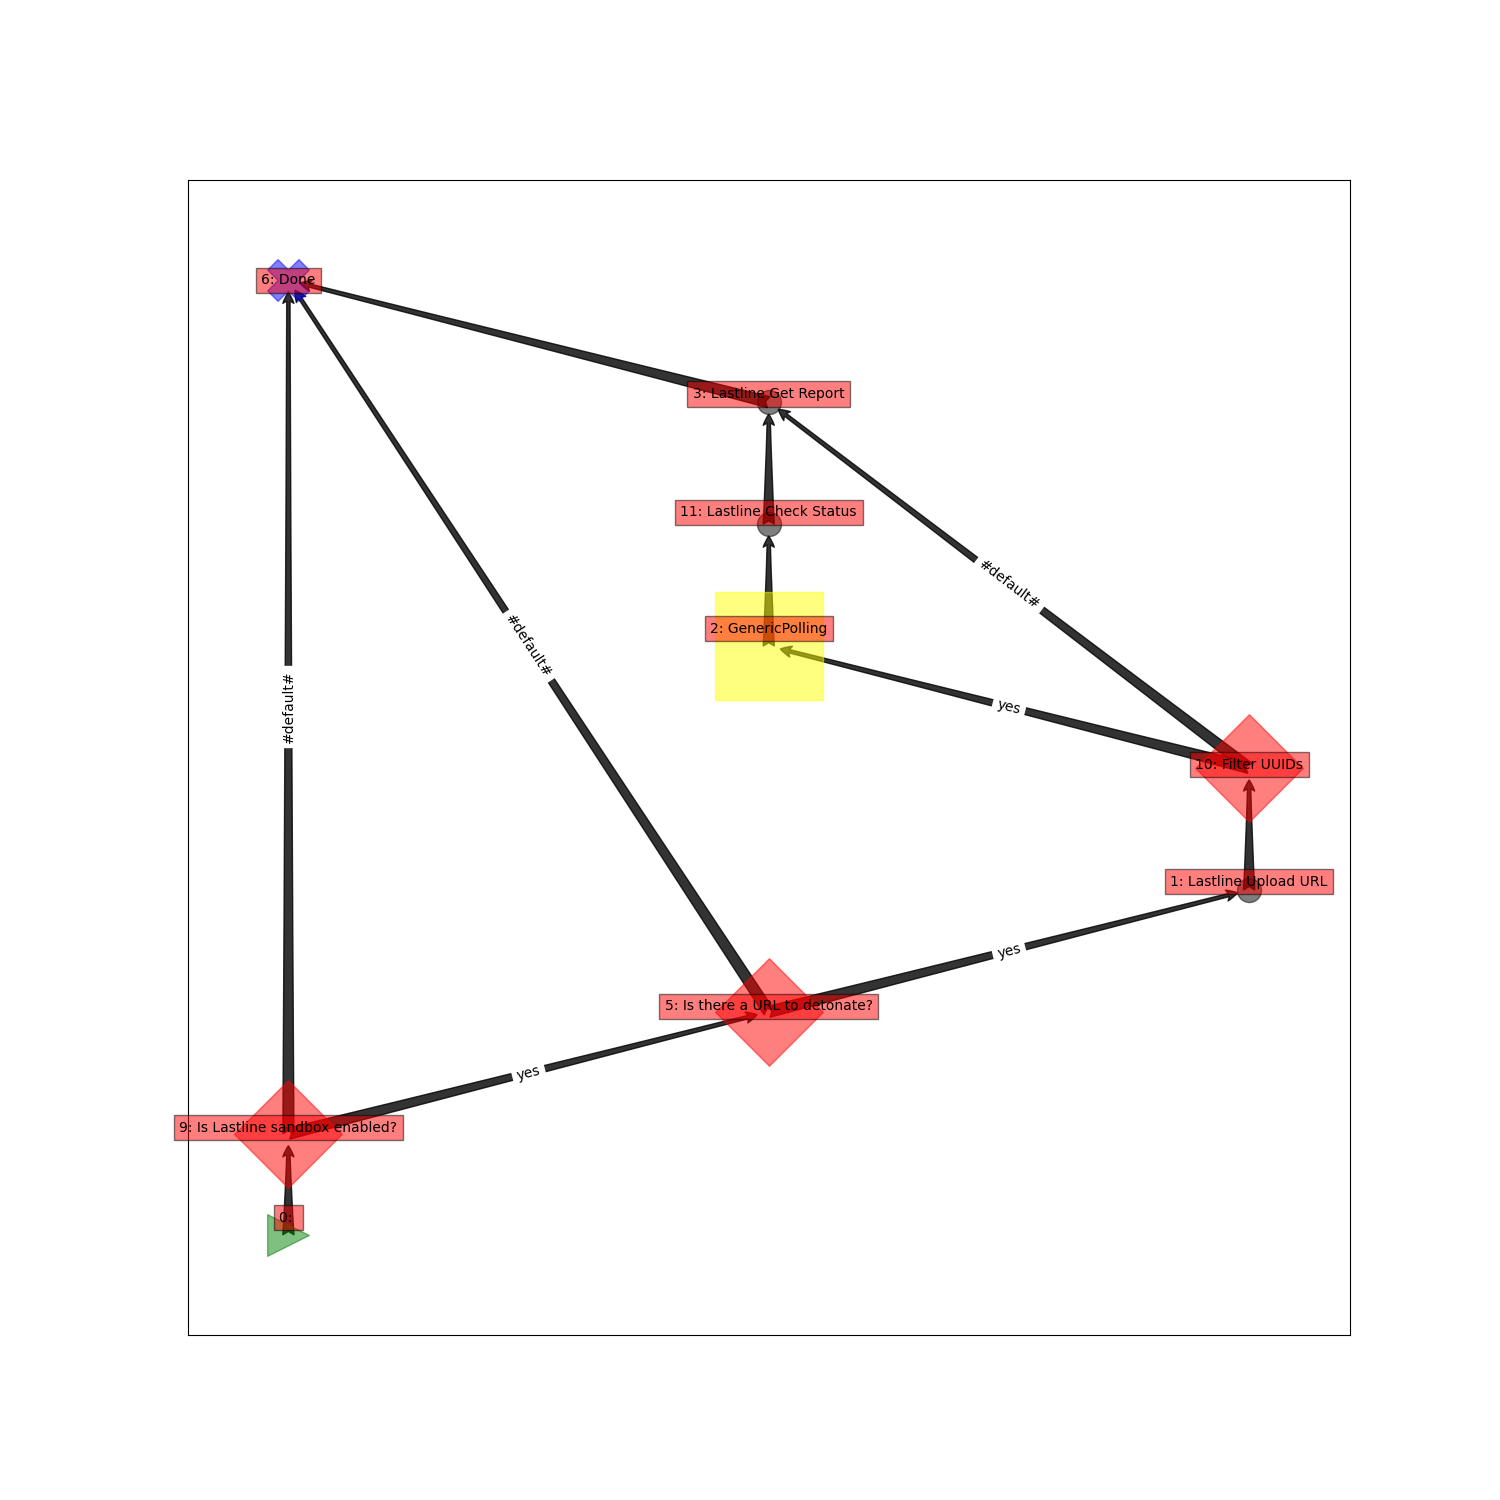 6: Done
3: Lastline Get Report
11: Lastline Check Status
#default#
2: GenericPolling
#default#
#default#
yes
10: Filter UUIDs
1: Lastline Upload URL
yes
5: Is there a URL to detonate?
yes
9: Is Lastline sandbox enabled?
0: